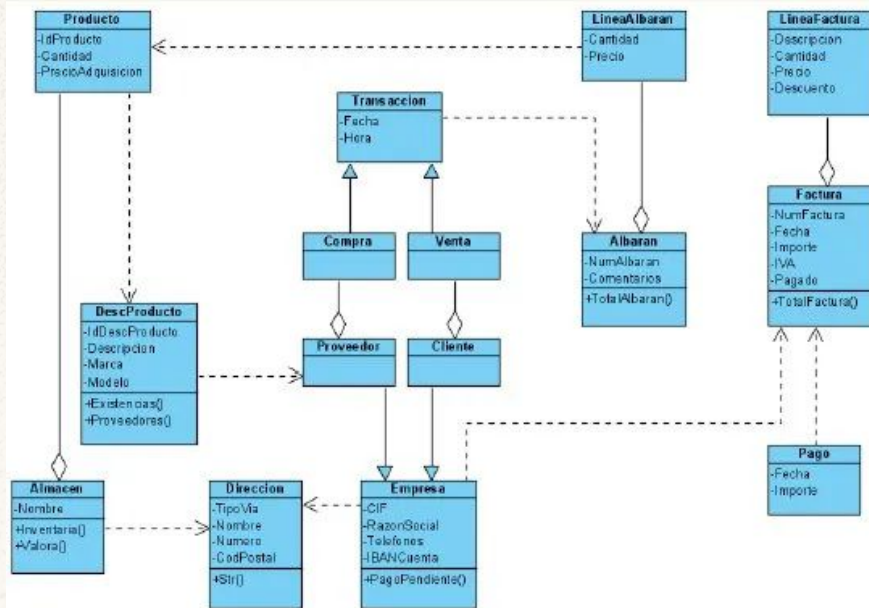 Producto
-IdProducto
-Cantidad
-PrecioAdquisicion
LineaAlbaran
-Cantidad
-Precio
LineaFactura
-Descripcion
-Cantidad
-Precio
-Descuento
Transaccion
-Fecha
-Hora
Compra
Venta
Albaran
-NumAlbaran
-Comentarios
+TotalAlbaran()
Factura
-NumFactura
-Fecha
-Importe
-IVA
-Pagado
+TotalFactura()
DescProducto
-IdDescProducto
-Descripcion
-Marca
-Modelo
+Existencias()
+Proveedores()
Proveedor
Cliente
Pago
-Fecha
-Importe
Almacen
-Nombre
+Inventaria()
+Valora()
Direccion
-TipoVia
-Nombre
-Numero
-CodPostal
+Str()
Empresa
-CIF
-RazonSocial
-Telefonos
-IBANCuenta
+PagoPendiente()